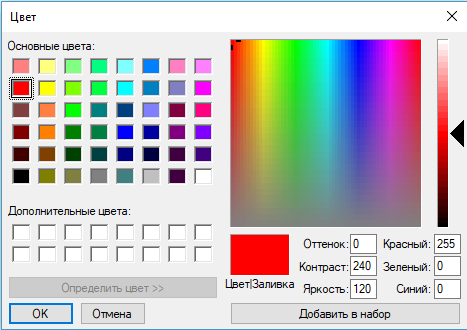 Цвет
Основные цвета:
Дополнительные цвета:
Определить цвет >>
OK
Отмена
Цвет|Заливка
Оттенок: 0
Контраст: 240
Яркость: 120
Красный: 255
Зеленый: 0
Синий: 0
Добавить в набор